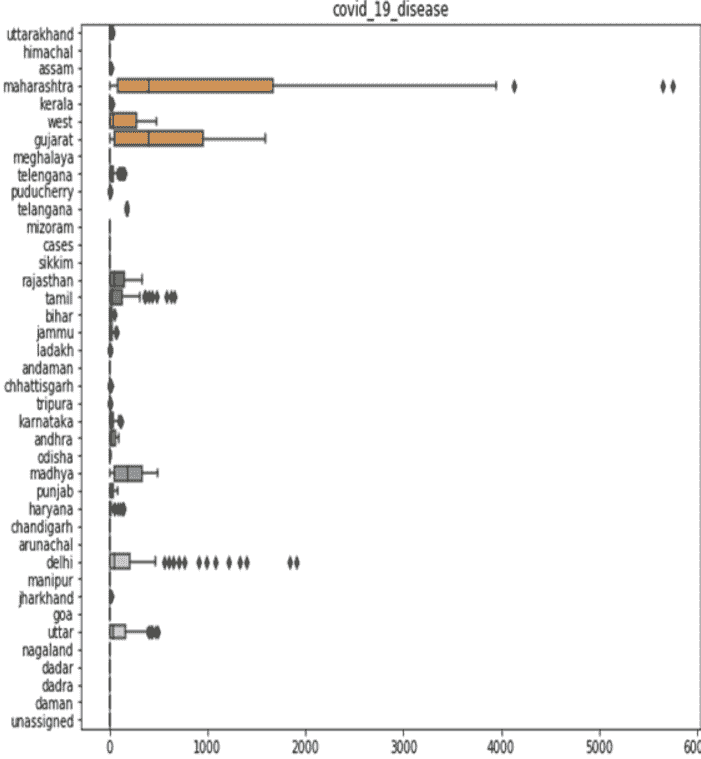 covid_19_disease
uttarakhand
himachal
assam
maharashtra
kerala
west
gujarat
meghalaya
telengana
puducherry
telangana
mizoram
cases
sikkim
rajasthan
tamil
bihar
jammu
ladakh
andaman
chhattisgarh
tripura
karnataka
andhra
odisha
madhya
punjab
haryana
chandigarh
arunachal
delhi
manipur
jharkhand
goa
uttar
nagaland
dadar
dadra
daman
unassigned
0 1000 2000 3000 4000 5000 600